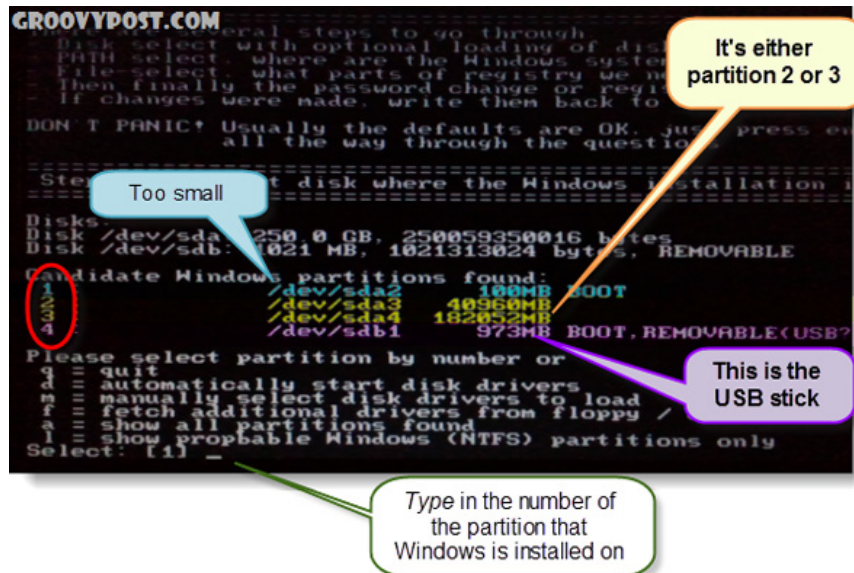 GROOVYPOST.COM
There are several steps to go through
- Disk select with optional loading of dis
- PATH select, where are the Windows system
- File-select, what parts of registry we n
- Then finally the password change or regis
- If changes were made, write them back to
DON'T PANIC! Usually the defaults are OK, just press en
all the way through the questions
It's either
partition 2 or 3
Too small
Step disk where the Windows installation i
Disks:
Disk /dev/sda: 250.0 GB, 250059350016 bytes
Disk /dev/sdb: 1021 MB, 1021313024 bytes, REMOVABLE
Candidate Windows partitions found:
1 /dev/sda2 100MB BOOT
2 /dev/sda3 40960MB
3 /dev/sda4 182052MB
4 /dev/sdb1 973MB BOOT,REMOVABLE(USB?
Please select partition by number or
q = quit
d = automatically start disk drivers
m = manually select disk drivers to load
f = fetch additional drivers from floppy /
a = show all partitions found
l = show propbable Windows (NTFS) partitions only
Select: [1] _
This is the
USB stick
Type in the number of
the partition that
Windows is installed on